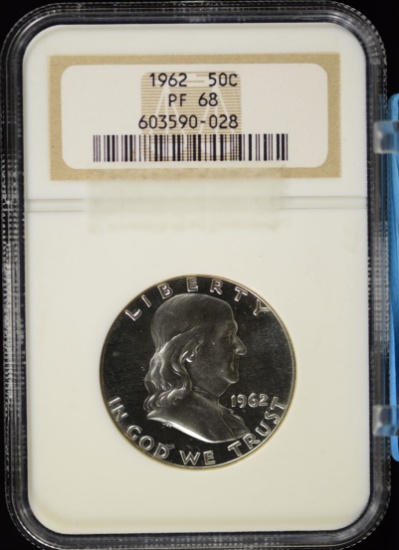 1962 50C
PF 68
603590-028
LIBERTY
1962
IN GOD WE TRUST